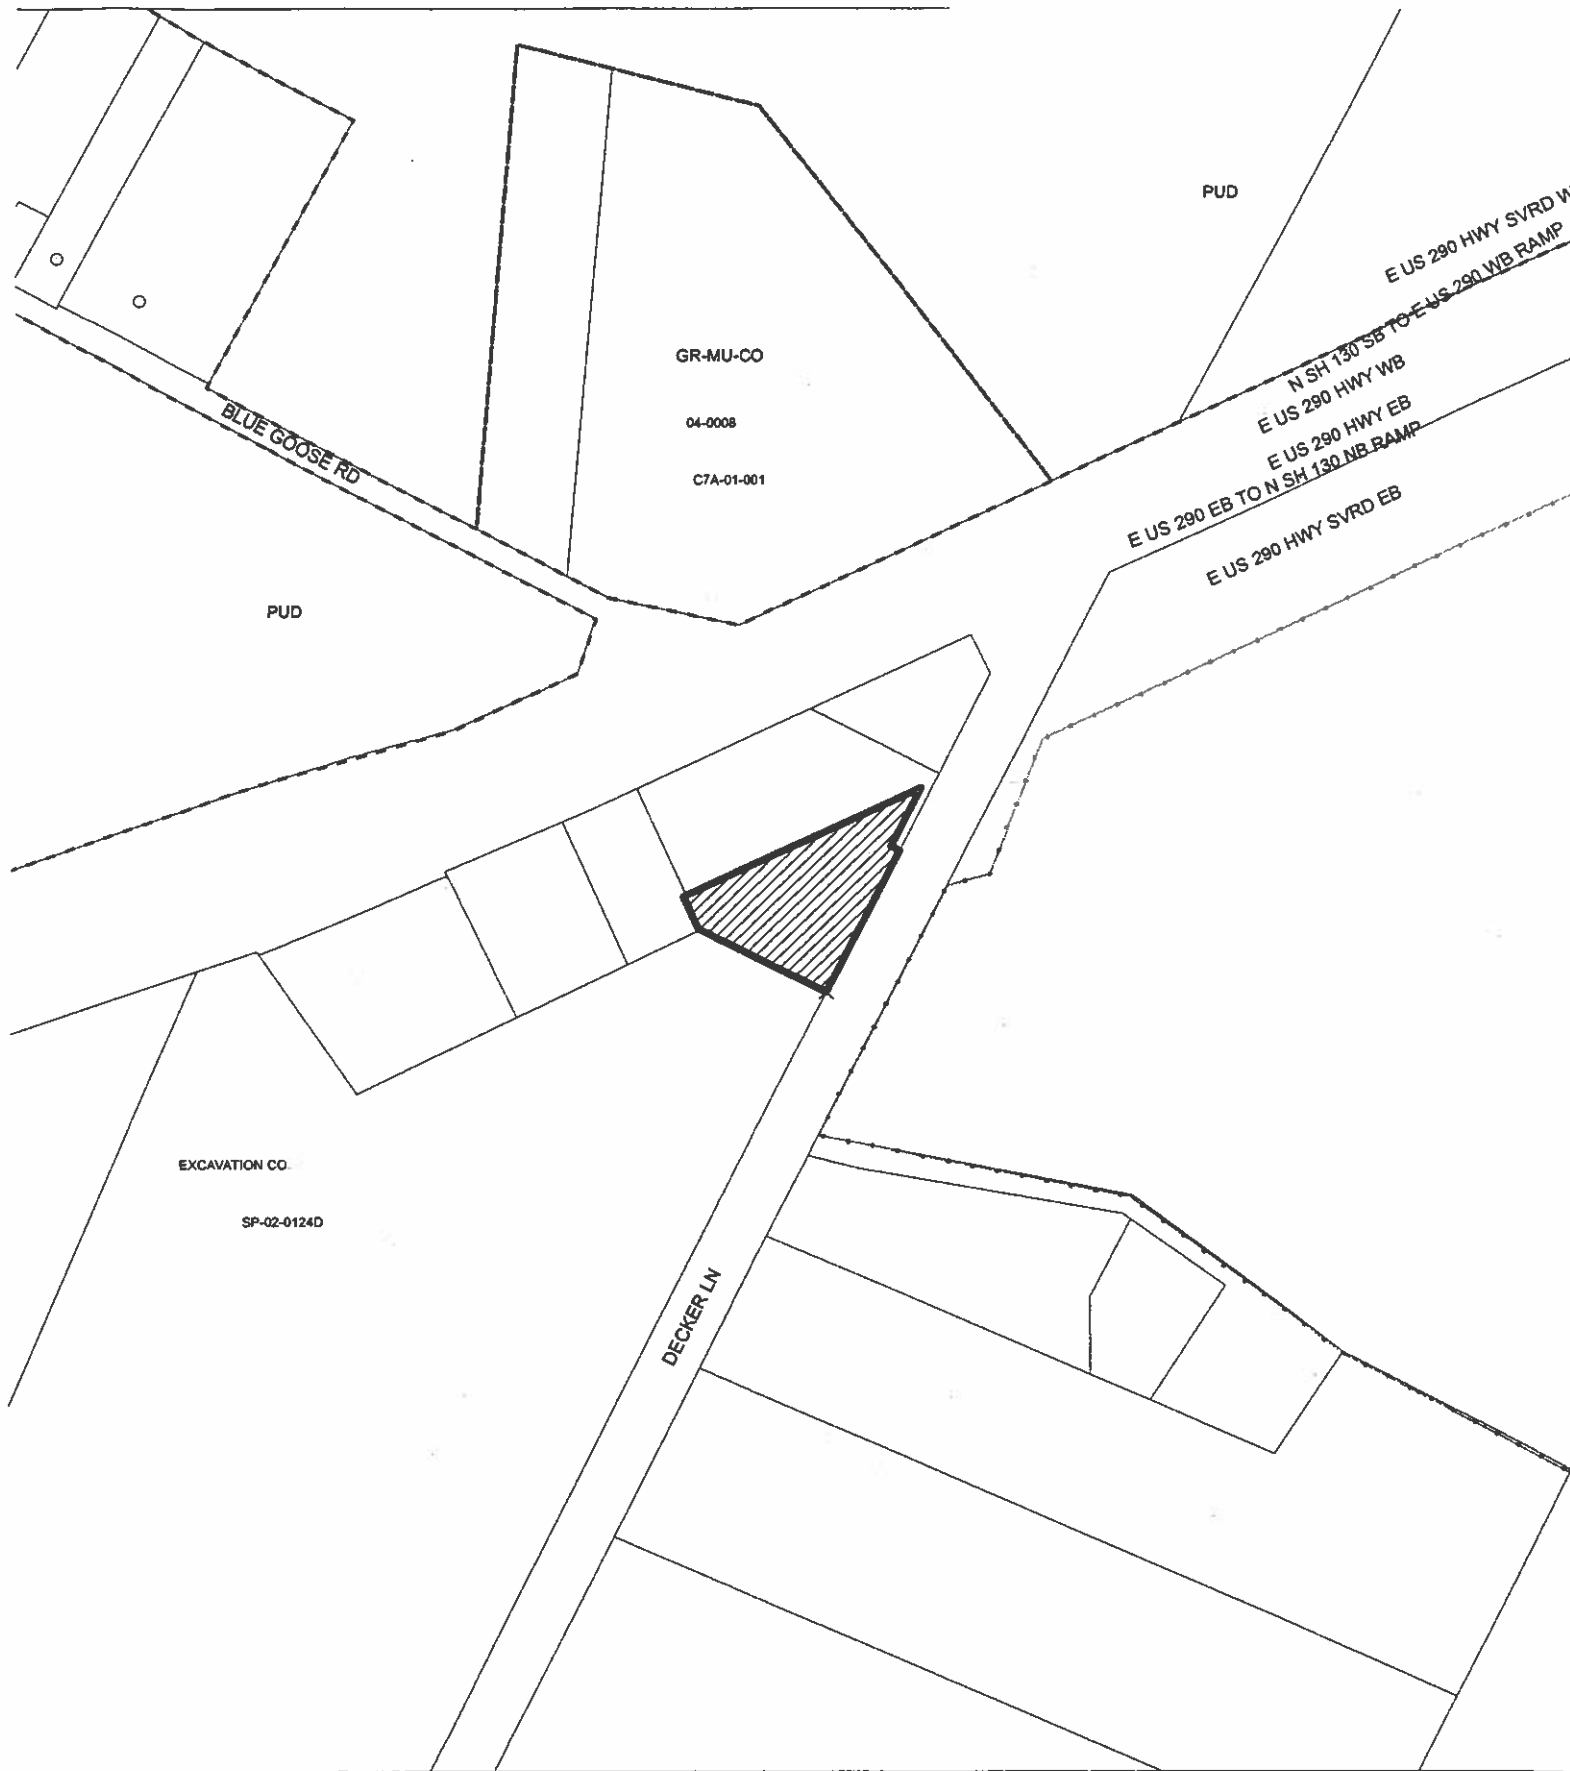 PUD
E US 290 HWY SVRD W
N SH 130 SB TO E US 290 WB RAMP
E US 290 HWY WB
E US 290 HWY EB
E US 290 EB TO N SH 130 NB RAMP
E US 290 HWY SVRD EB
GR-MU-CO
04-0008
C7A-01-001
BLUE GOOSE RD
PUD
EXCAVATION CO.
SP-02-0124D
DECKER LN